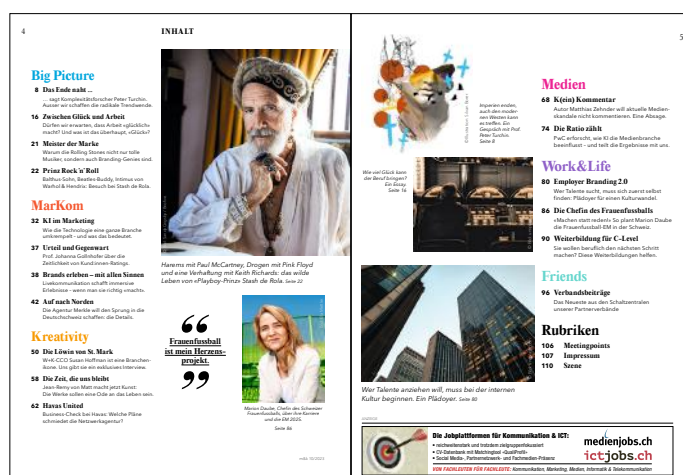 4
INHALT
Big Picture
8 Das Ende naht ...
... sagt Komplexitätsforscher Peter Turchin.
Ausser wir schaffen die radikale Trendwende.
16 Zwischen Glück und Arbeit
Dürfen wir erwarten, dass Arbeit «glücklich»
macht? Und was ist das überhaupt, «Glück»?
21 Meister der Marke
Warum die Rolling Stones nicht nur tolle
Musiker, sondern auch Branding-Genies sind.
22 Prinz Rock'n'Roll
Balthus-Sohn, Beatles-Buddy, Intimus von
Warhol & Hendrix: Besuch bei Stash de Rola.
MarKom
32 KI im Marketing
Wie die Technologie eine ganze Branche
umkrempelt – und was das bedeutet.
37 Urteil und Gegenwart
Prof. Johanna Gollnhofer über die
Zeitlichkeit von Kund:innen-Ratings.
38 Brands erleben – mit allen Sinnen
Livekommunikation schafft immersive
Erlebnisse – wenn man sie richtig «macht».
42 Auf nach Norden
Die Agentur Merkle will den Sprung in die
Deutschschweiz schaffen: die Details.
Kreativity
50 Die Löwin von St. Mark
W+K-CCO Susan Hoffman ist eine Branchen-
ikone. Uns gibt sie ein exklusives Interview.
58 Die Zeit, die uns bleibt
Jean-Remy von Matt macht jetzt Kunst:
Die Werke sollen eine Ode an das Leben sein.
62 Havas United
Business-Check bei Havas: Welche Pläne
schmiedet die Netzwerkagentur?
Harems mit Paul McCartney, Drogen mit Pink Floyd
und eine Verhaftung mit Keith Richards: das wilde
Leben von «Playboy-Prinz» Stash de Rola. Seite 22
“
Frauenfussball
ist mein Herzens-
projekt.
”
Marion Daube, Chefin des Schweizer
Frauenfussballs, über ihre Karriere
und die EM 2025.
Seite 86
5
Imperien enden,
auch den moder-
nen Westen kann
es treffen. Ein
Gespräch mit Prof.
Peter Turchin.
Seite 8
Wie viel Glück kann
der Beruf bringen?
Ein Essay.
Seite 16
Wer Talente anziehen will, muss bei der internen
Kultur beginnen. Ein Plädoyer. Seite 80
Medien
68 K(ein) Kommentar
Autor Matthias Zehnder will aktuelle Medien-
skandale nicht kommentieren. Eine Absage.
74 Die Ratio zählt
PwC erforscht, wie KI die Medienbranche
beeinflusst – und teilt die Ergebnisse mit uns.
Work&Life
80 Employer Branding 2.0
Wer Talente sucht, muss sich zuerst selbst
finden: Plädoyer für einen Kulturwandel.
86 Die Chefin des Frauenfussballs
«Machen statt reden!» So plant Marion Daube
die Frauenfussball-EM in der Schweiz.
90 Weiterbildung für C-Level
Sie wollen beruflich den nächsten Schritt
machen? Diese Weiterbildungen helfen.
Friends
96 Verbandsbeiträge
Das Neueste aus den Schaltzentralen
unserer Partnerverbände
Rubriken
106 Meetingpoints
107 Impressum
110 Szene
Die Jobplattformen für Kommunikation & ICT:
• reichweitenstark und trotzdem zielgruppenfokussiert
• CV-Datenbank mit Matchingtool «QualiProfil»
• Social Media-, Partnernetzwerk- und Fachmedien-Präsenz
medienjobs.ch
ictjobs.ch
VON FACHLEUTEN FÜR FACHLEUTE: Kommunikation, Marketing, Medien, Informatik & Telekommunikation